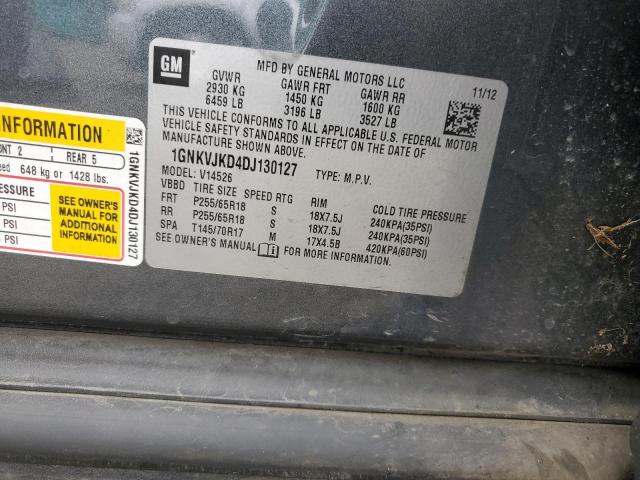 GM
MFD BY GENERAL MOTORS LLC
11/12
GVWR GAWR FRT GAWR RR
2930 KG 1450 KG 1600 KG
6459 LB 3196 LB 3527 LB
THIS VEHICLE CONFORMS TO ALL APPLICABLE U.S. FEDERAL MOTOR
VEHICLE SAFETY STANDARDS IN EFFECT ON THE DATE OF
MANUFACTURE SHOWN ABOVE.
1GNKVJKD4DJ130127 TYPE: M.P.V.
MODEL: V14526
VBBD TIRE SIZE SPEED RTG RIM COLD TIRE PRESSURE
FRT P255/65R18 S 18X7.5J 240KPA(35PSI)
RR P255/65R18 S 18X7.5J 240KPA(35PSI)
SPA T145/70R17 M 17X4.5B 420KPA(60PSI)
SEE OWNER'S MANUAL FOR MORE INFORMATION.
INFORMATION
2 REAR 5
648 kg or 1428 lbs.
SEE OWNER'S
MANUAL FOR
ADDITIONAL
INFORMATION
PSI
PSI
PSI
1GNKVJKD4DJ130127